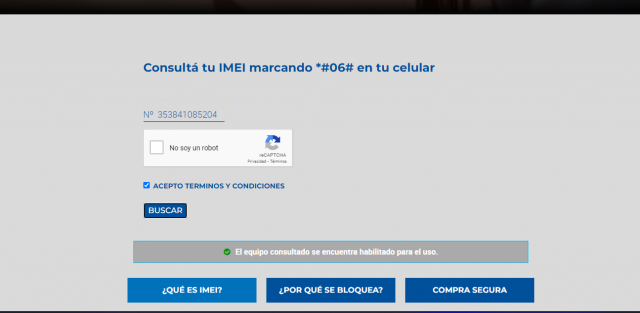 Consultá tu IMEI marcando *#06# en tu celular
Nº 353841085204
No soy un robot
reCAPTCHA
Privacidad - Términos
ACEPTO TERMINOS Y CONDICIONES
BUSCAR
El equipo consultado se encuentra habilitado para el uso.
¿QUÉ ES IMEI?
¿POR QUÉ SE BLOQUEA?
COMPRA SEGURA